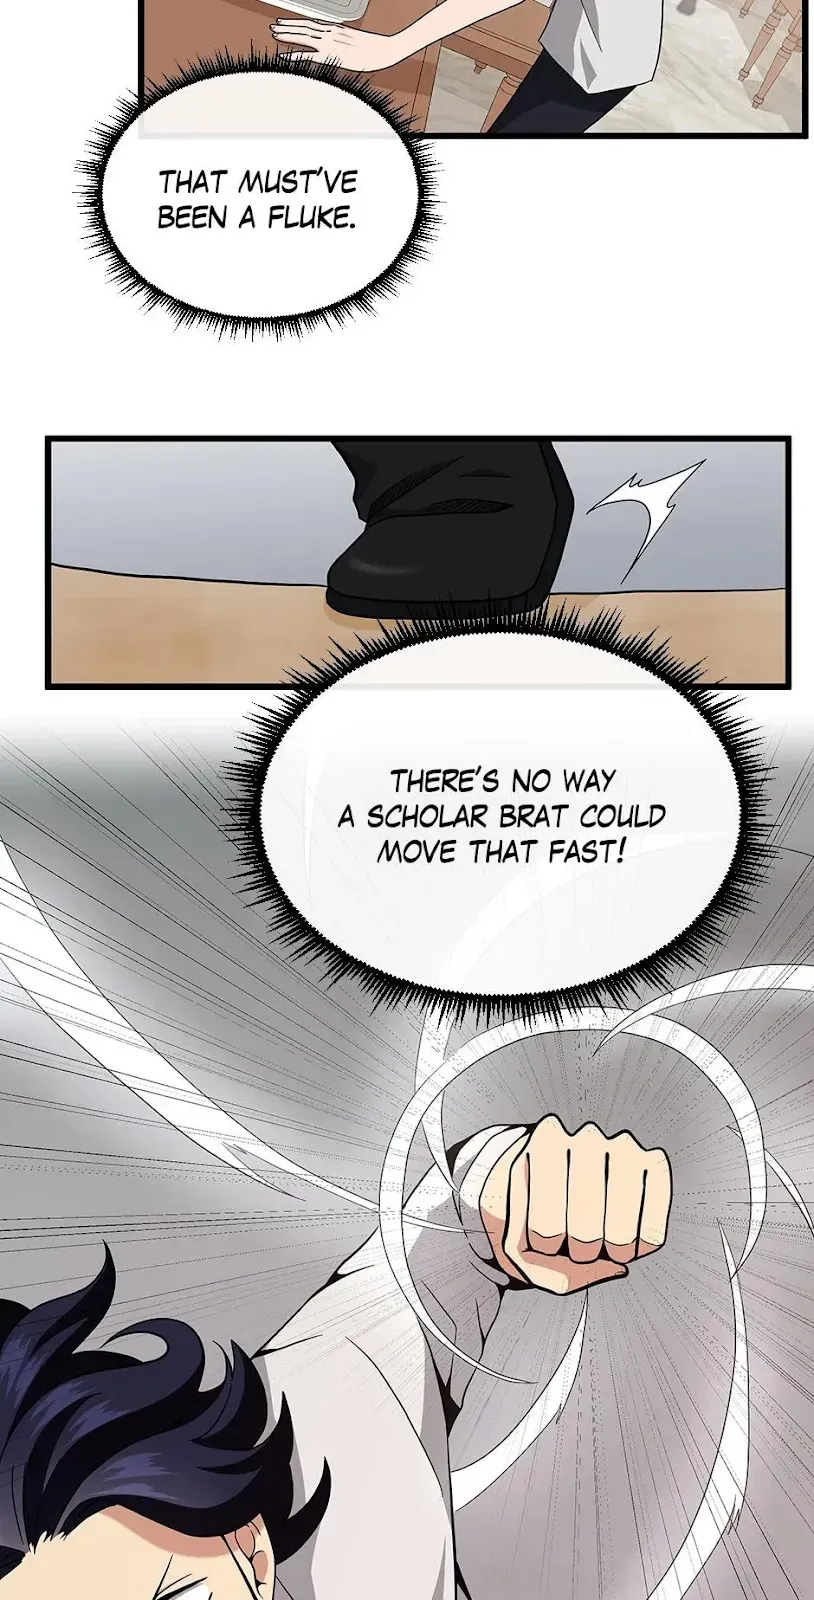 THAT MUST'VE
BEEN A FLUKE.
THERE'S NO WAY
A SCHOLAR BRAT COULD
MOVE THAT FAST!